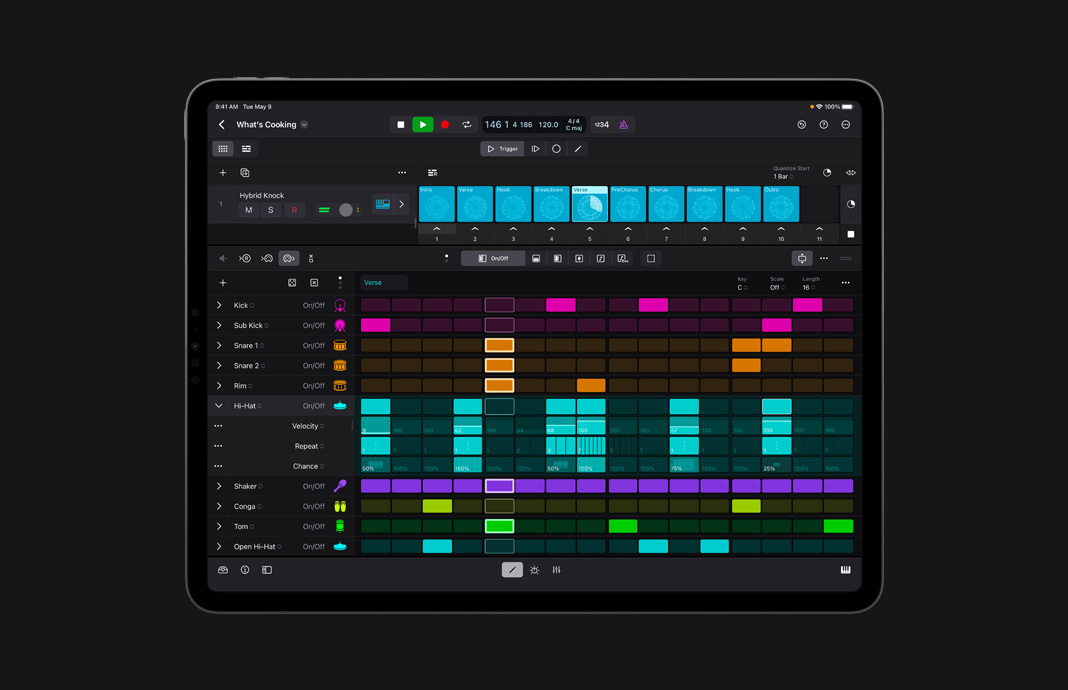 9:41 AM Tue May 9
100%
What's Cooking
146 1 4 186 120.0 4/4 C maj
1234
Trigger
Quantize Start
1 Bar
1
Hybrid Knock
M S R
Intro Verse Hook Breakdown Verse PreChorus Chorus Breakdown Hook Outro
1 2 3 4 5 6 7 8 9 10 11
On/Off
Verse
Key Scale Length
C Off 16
Kick On/Off
Sub Kick On/Off
Snare 1 On/Off
Snare 2 On/Off
Rim On/Off
Hi-Hat On/Off
Velocity
62 66 102 57 100
Repeat
Chance
50% 100% 50% 100% 75% 25%
Shaker On/Off
Conga On/Off
Tom On/Off
Open Hi-Hat On/Off